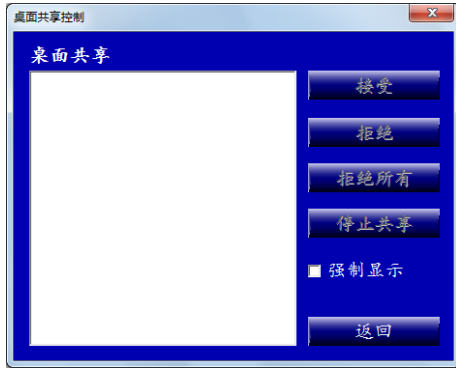 桌面共享控制
桌面共享
接受
拒绝
拒绝所有
停止共享
强制显示
返回